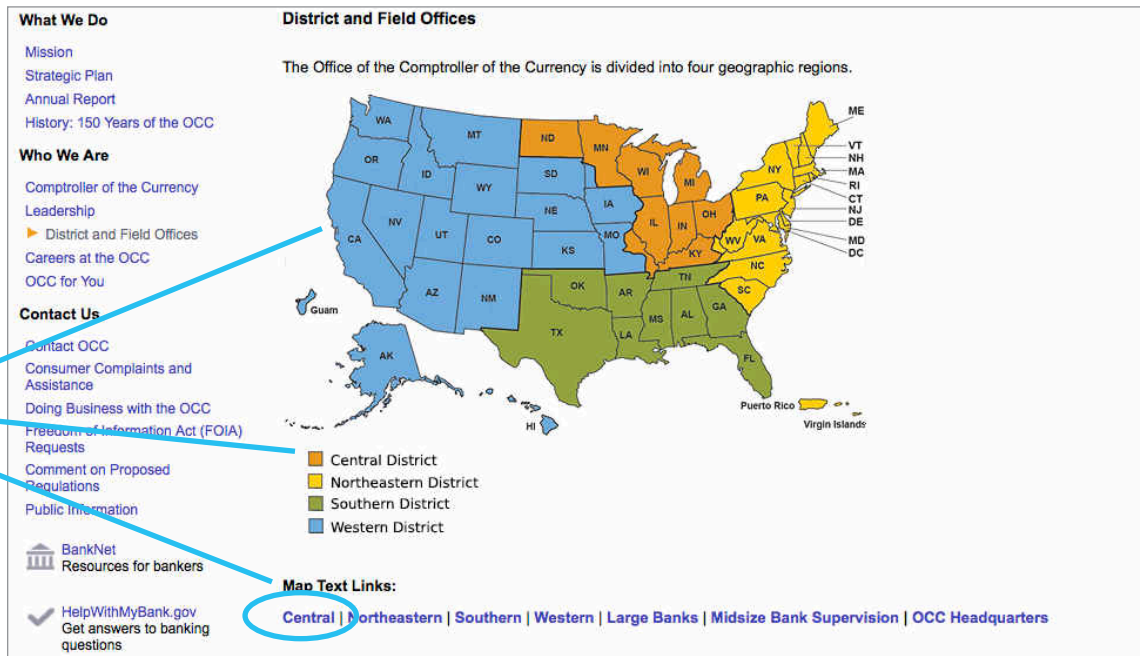 What We Do
Mission
Strategic Plan
Annual Report
History: 150 Years of the OCC
Who We Are
Comptroller of the Currency
Leadership
District and Field Offices
Careers at the OCC
OCC for You
Contact Us
Contact OCC
Consumer Complaints and
Assistance
Doing Business with the OCC
Freedom of Information Act (FOIA)
Requests
Comment on Proposed
Regulations
Public Information
BankNet
Resources for bankers
HelpWithMyBank.gov
Get answers to banking
questions
District and Field Offices
The Office of the Comptroller of the Currency is divided into four geographic regions.
WA
MT
ND
MN
OR
ID
WY
SD
WI
MI
NY
ME
VT
NH
MA
RI
CT
NJ
DE
MD
DC
PA
NV
UT
CO
NE
IA
IL
IN
OH
CA
KS
MO
KY
WV
VA
NC
SC
AZ
NM
OK
AR
TN
TX
LA
MS
AL
GA
FL
Guam
AK
HI
Puerto Rico
Virgin Islands
Central District
Northeastern District
Southern District
Western District
Map Text Links:
Central | Northeastern | Southern | Western | Large Banks | Midsize Bank Supervision | OCC Headquarters